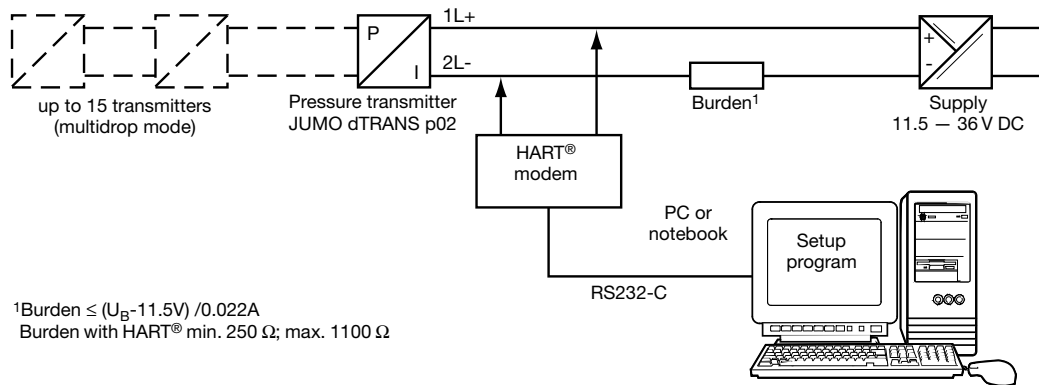 1L+
P
I
2L-
+
-
up to 15 transmitters
(multidrop mode)
Pressure transmitter
JUMO dTRANS p02
Burden¹
Supply
11.5 — 36 V DC
HART®
modem
PC or
notebook
Setup
program
RS232-C
¹Burden ≤ (U_B-11.5V) /0.022A
Burden with HART® min. 250 Ω; max. 1100 Ω